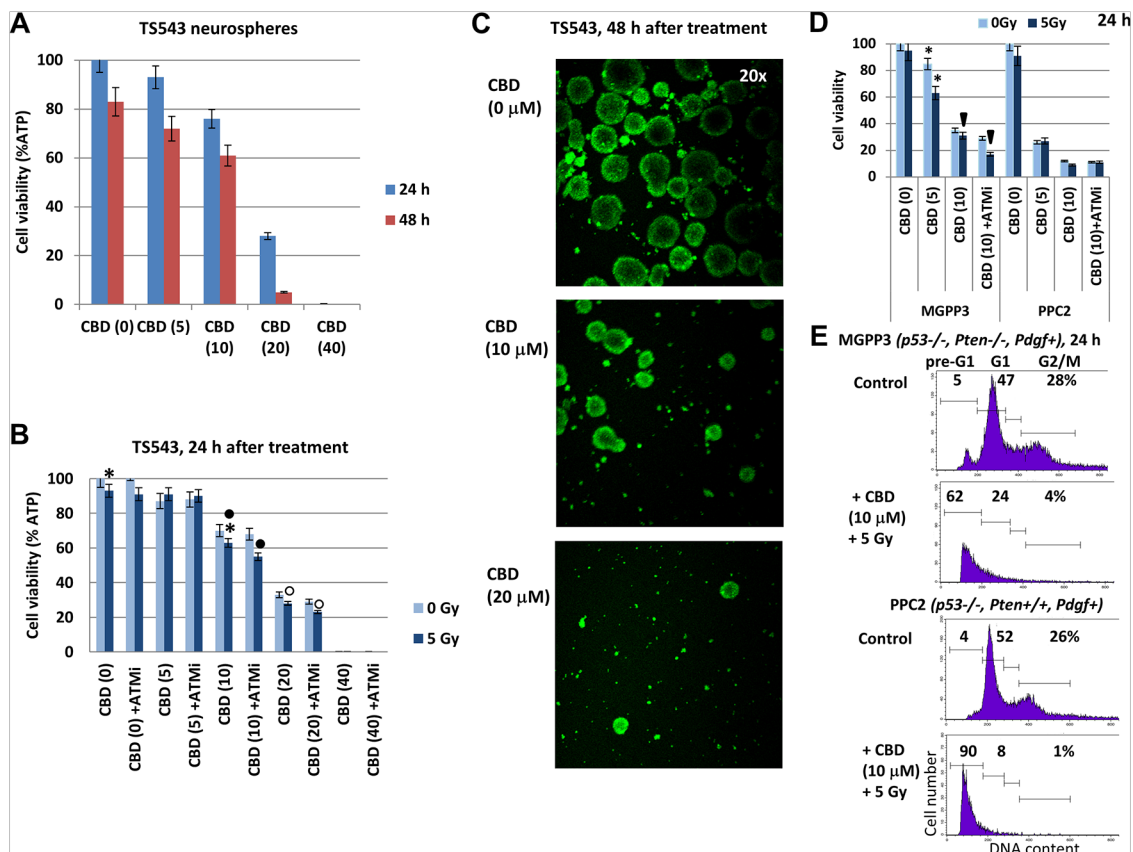 A
TS543 neurospheres
Cell viability (%ATP)
100
80
60
40
20
0
CBD (0)
CBD (5)
CBD
(10)
CBD
(20)
CBD
(40)
24 h
48 h
B
TS543, 24 h after treatment
Cell viability (% ATP)
100
80
60
40
20
0
*
*
CBD (0)
CBD (0) +ATMi
CBD (5)
CBD (5) +ATMi
CBD (10)
CBD (10) +ATMi
CBD (20)
CBD (20) +ATMi
CBD (40)
CBD (40) +ATMi
0 Gy
5 Gy
C
TS543, 48 h after treatment
CBD
(0 μM)
20x
CBD
(10 μM)
CBD
(20 μM)
D
0Gy
5Gy
24 h
Cell viability
100
80
60
40
20
0
*
*
CBD (0)
CBD (5)
CBD (10)
CBD (10) +ATMi
CBD (0)
CBD (5)
CBD (10)
CBD (10)+ATMi
MGPP3
PPC2
E
MGPP3 (p53-/-, Pten-/-, Pdgf+), 24 h
pre-G1 G1 G2/M
Control
5 47 28%
+ CBD
(10 μM)
+ 5 Gy
62 24 4%
PPC2 (p53-/-, Pten+/+, Pdgf+)
Control
4 52 26%
+ CBD
(10 μM)
+ 5 Gy
90 8 1%
Cell number
DNA content